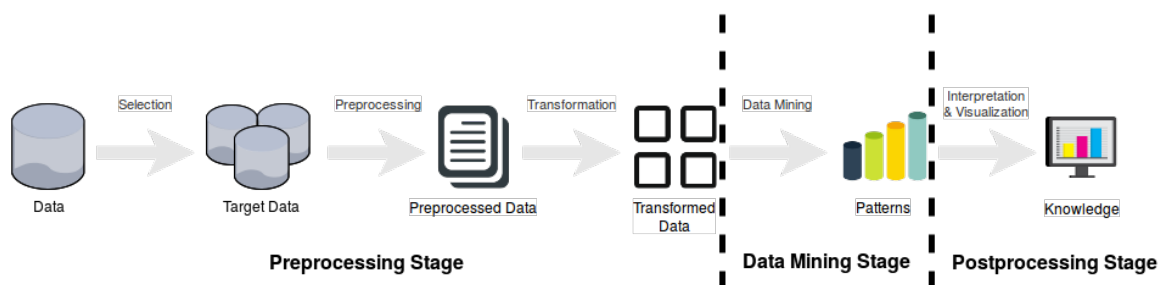 Selection
Preprocessing
Transformation
Data Mining
Interpretation
& Visualization
Data
Target Data
Preprocessed Data
Transformed
Data
Patterns
Knowledge
Preprocessing Stage
Data Mining Stage
Postprocessing Stage